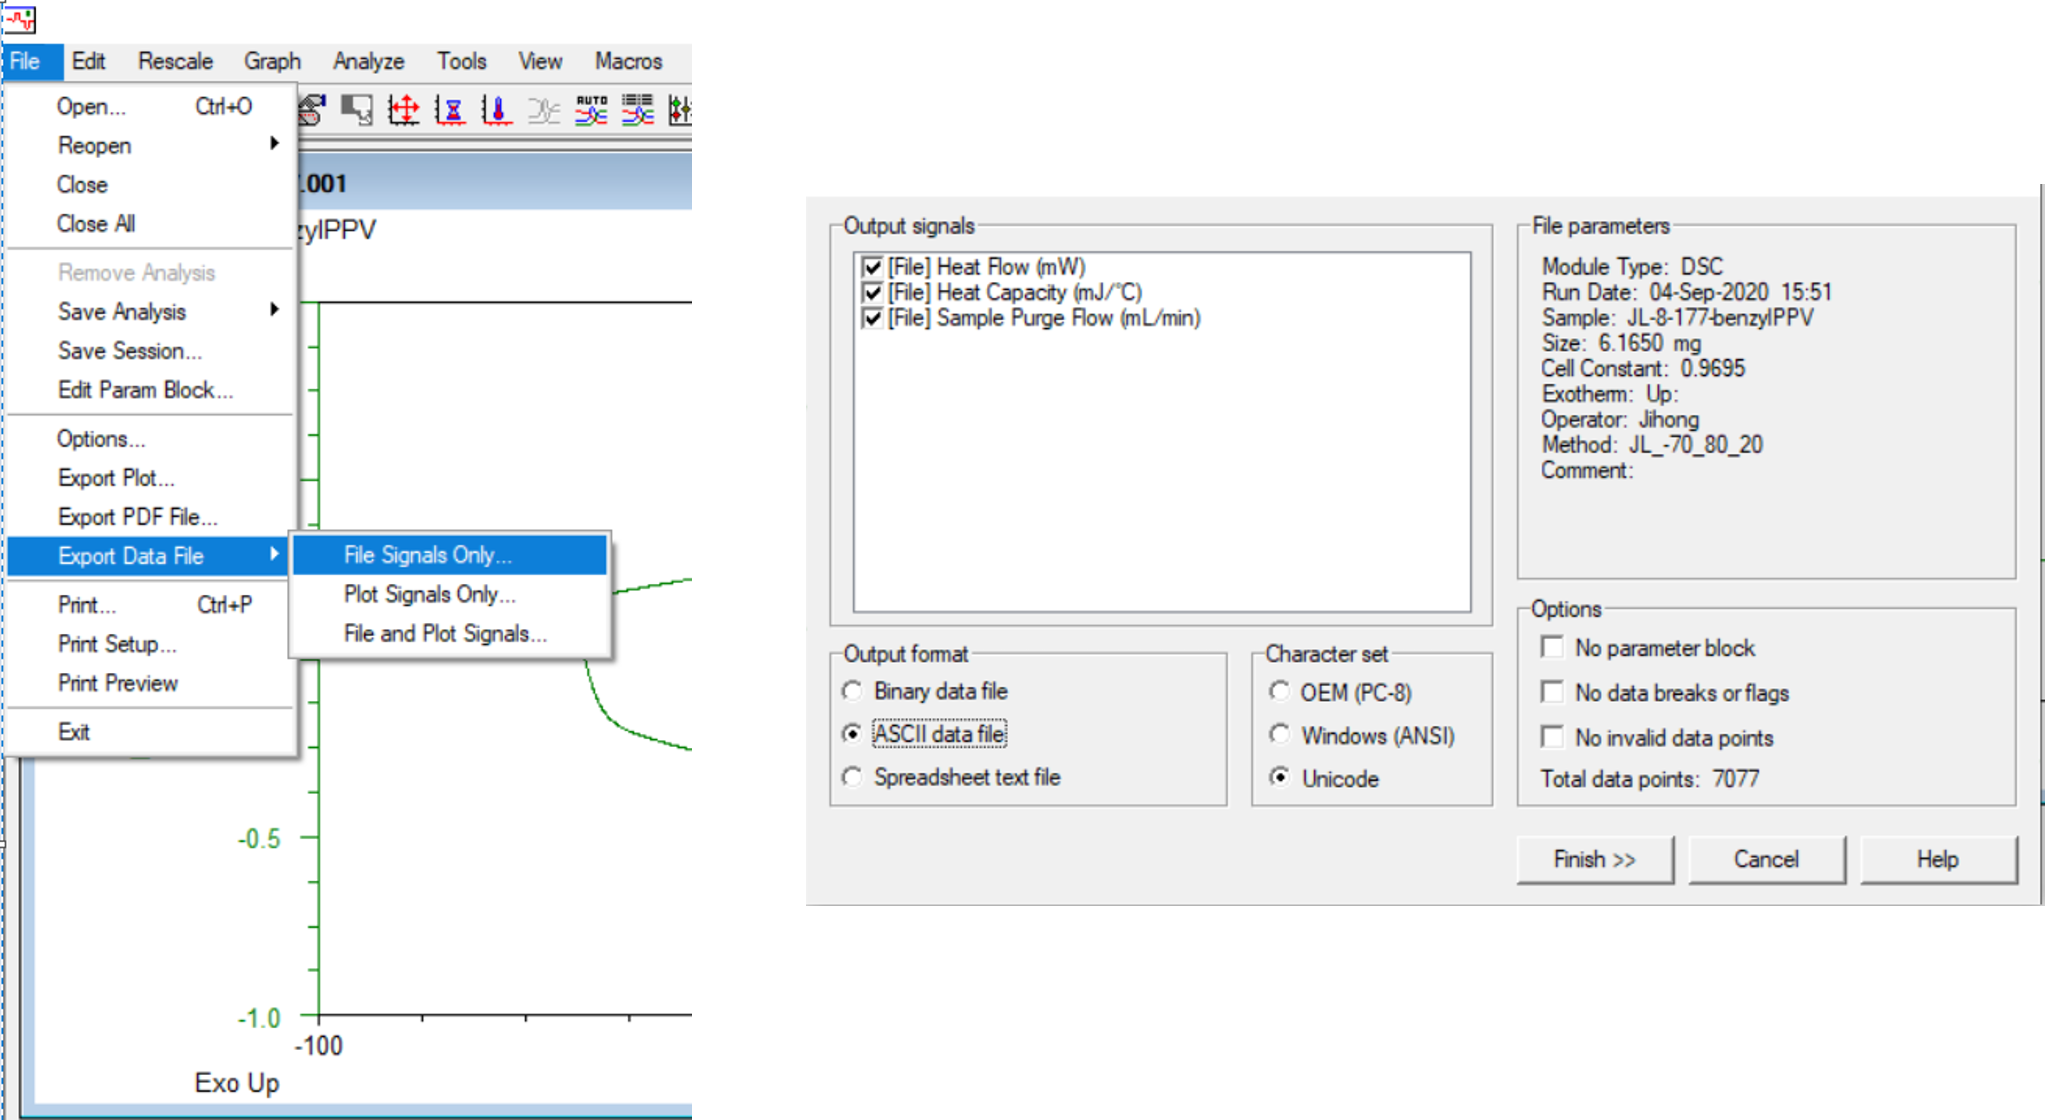 File Edit Rescale Graph Analyze Tools View Macros
Open... Ctrl+O
Reopen
Close
Close All
Remove Analysis
Save Analysis
Save Session...
Edit Param Block...
Options...
Export Plot...
Export PDF File...
Export Data File
Print... Ctrl+P
Print Setup...
Print Preview
Exit
File Signals Only...
Plot Signals Only...
File and Plot Signals...
AUTO
.001
zylPPV
-0.5
-1.0
-100
Exo Up
Output signals
[File] Heat Flow (mW)
[File] Heat Capacity (mJ/°C)
[File] Sample Purge Flow (mL/min)
Output format
Binary data file
ASCII data file
Spreadsheet text file
Character set
OEM (PC-8)
Windows (ANSI)
Unicode
File parameters
Module Type: DSC
Run Date: 04-Sep-2020 15:51
Sample: JL-8-177-benzylPPV
Size: 6.1650 mg
Cell Constant: 0.9695
Exotherm: Up:
Operator: Jihong
Method: JL_-70_80_20
Comment:
Options
No parameter block
No data breaks or flags
No invalid data points
Total data points: 7077
Finish >> Cancel Help